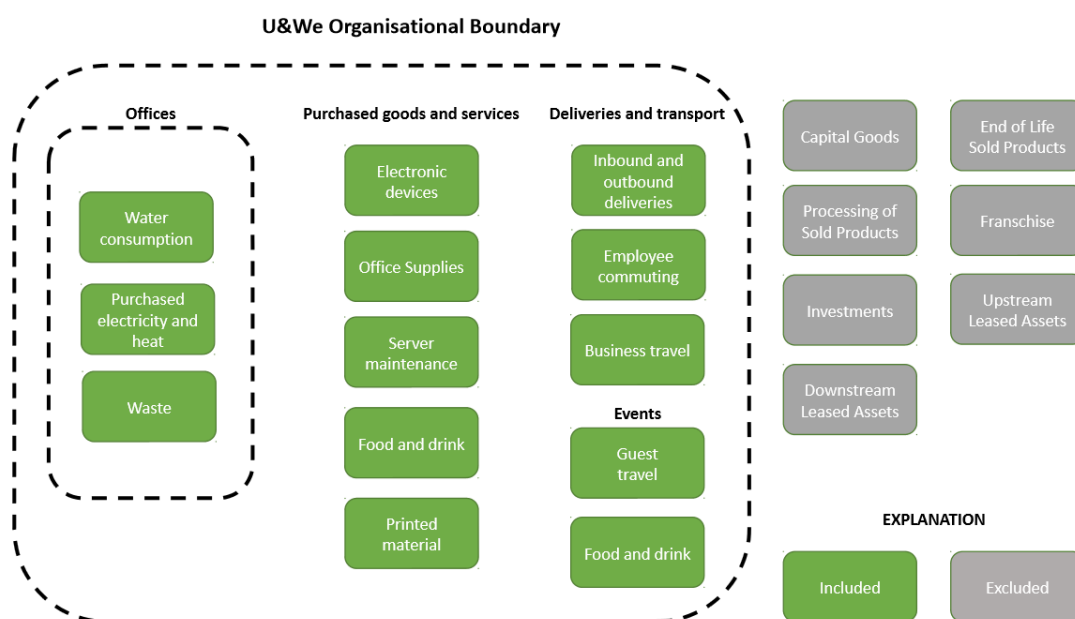 U&We Organisational Boundary
Offices
Water
consumption
Purchased
electricity and
heat
Waste
Purchased goods and services
Electronic
devices
Office Supplies
Server
maintenance
Food and drink
Printed
material
Deliveries and transport
Inbound and
outbound
deliveries
Employee
commuting
Business travel
Events
Guest
travel
Food and drink
Capital Goods
End of Life
Sold Products
Processing of
Sold Products
Franschise
Investments
Upstream
Leased Assets
Downstream
Leased Assets
EXPLANATION
Included
Excluded